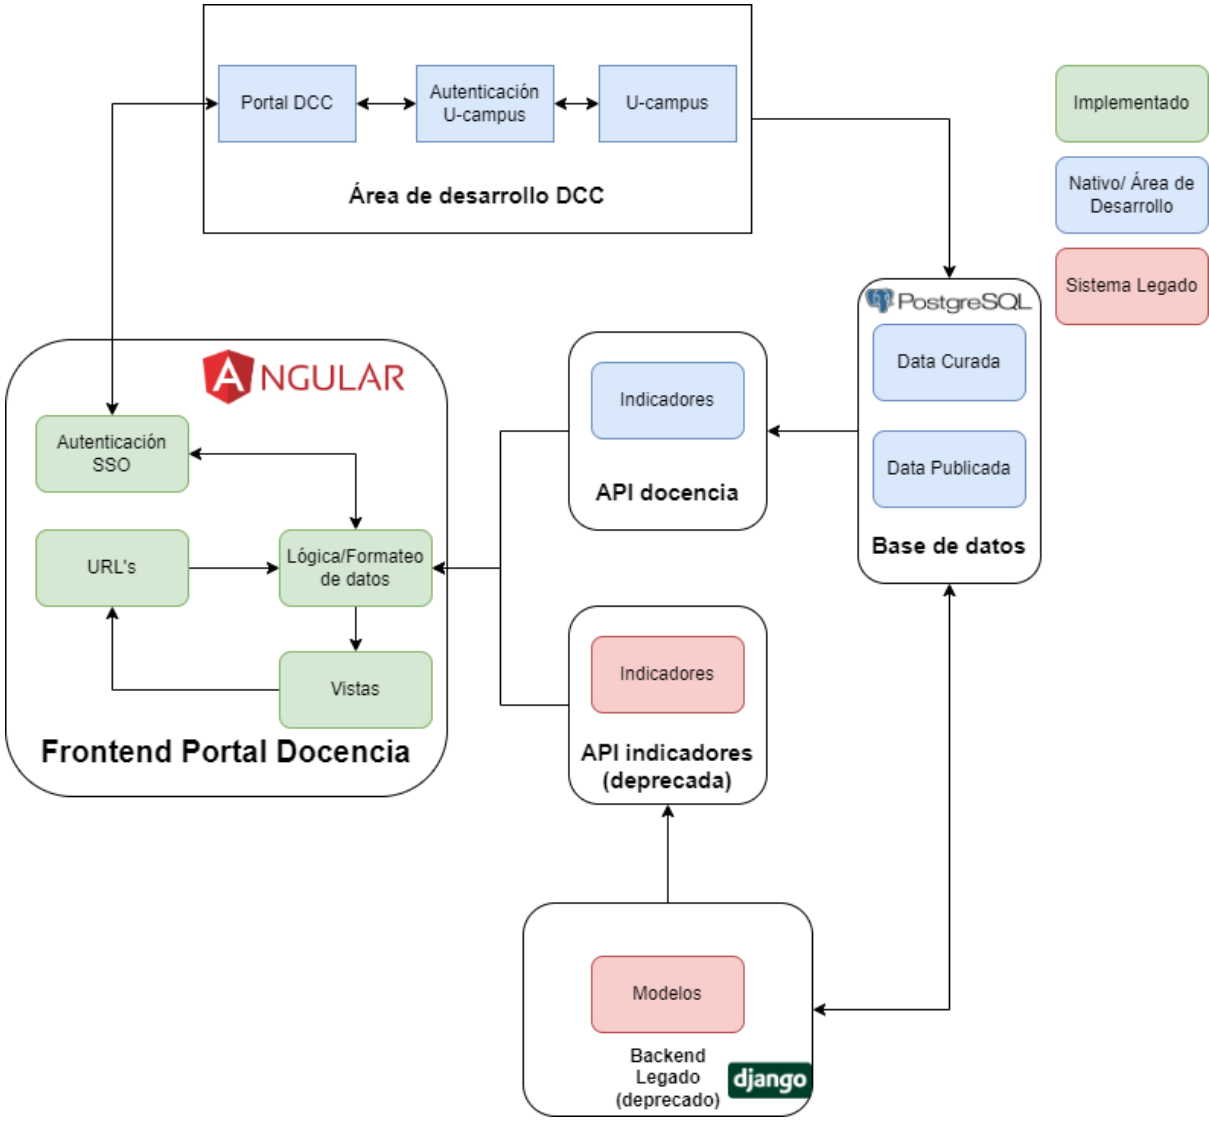 Portal DCC
Autenticación
U-campus
U-campus
Área de desarrollo DCC
Implementado
Nativo/ Área de
Desarrollo
Sistema Legado
PostgreSQL
Data Curada
Data Publicada
Base de datos
ANGULAR
Autenticación
SSO
URL's
Lógica/Formateo
de datos
Vistas
Frontend Portal Docencia
Indicadores
API docencia
Indicadores
API indicadores
(deprecada)
Modelos
Backend
Legado
(deprecado)
django